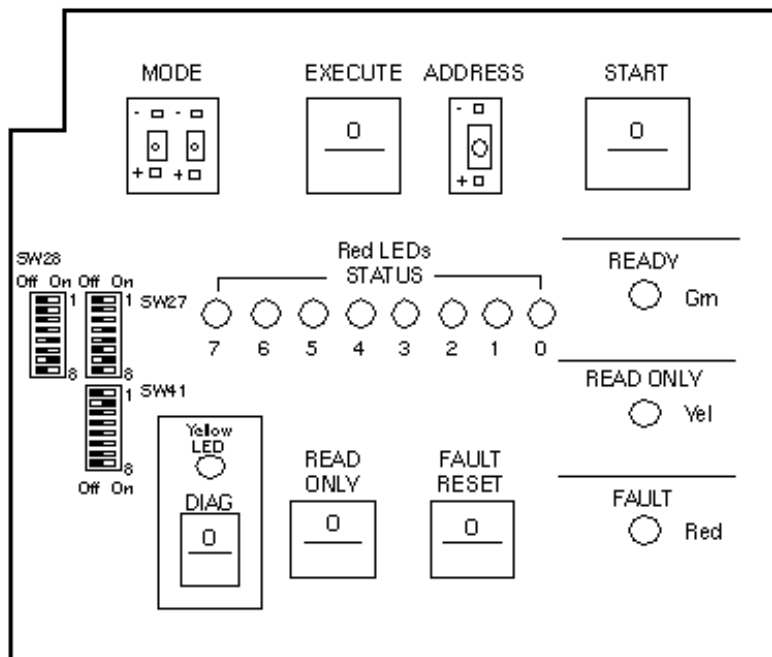 MODE EXECUTE ADDRESS START
- - 0 - 0
+ + +
SW28 Red LEDs READY
Off On Off On STATUS Grn
1 1 SW27
7 6 5 4 3 2 1 0
8 8 READ ONLY
1 SW41 Yel
Yellow
LED READ FAULT
ONLY RESET
8
Off On DIAG FAULT
0 0 0 Red